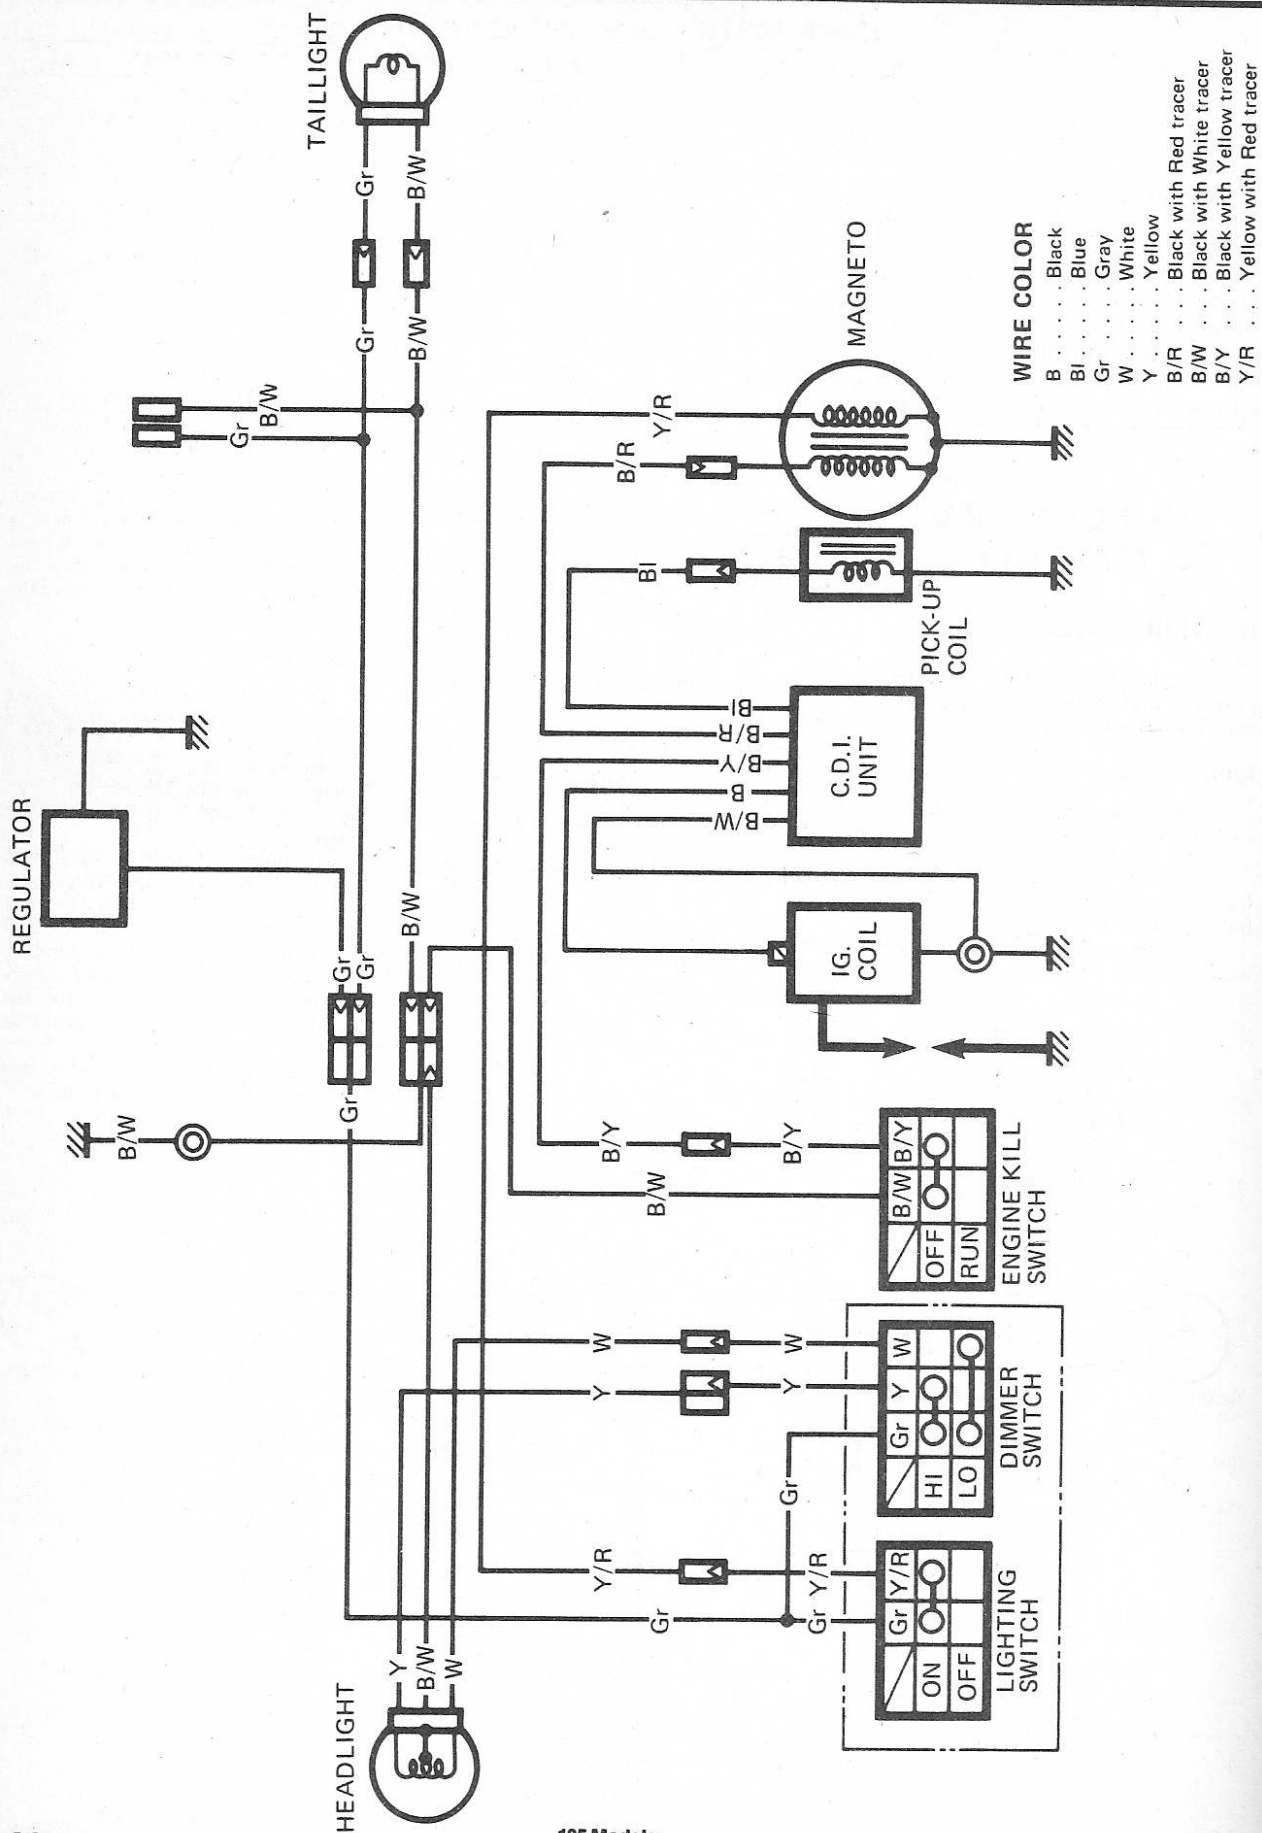 HEADLIGHT
Y
B/W
W
LIGHTING
SWITCH
Gr
Y/R
ON
OFF
Gr
Gr
Y/R
Y/R
Gr
DIMMER
SWITCH
Gr
Y
W
HI
LO
Y
W
Y
W
ENGINE KILL
SWITCH
B/W
B/Y
OFF
RUN
B/W
B/Y
B/Y
Gr
B/W
REGULATOR
Gr
Gr
B/W
IG.
COIL
C.D.I.
UNIT
B/W
B
B/Y
B/R
Bl
PICK-UP
COIL
Bl
B/R
Y/R
MAGNETO
Gr
B/W
Gr
B/W
Gr
B/W
TAILLIGHT
WIRE COLOR
B . . . . . Black
Bl . . . . . Blue
Gr . . . . . Gray
W . . . . . White
Y . . . . . Yellow
B/R . . . Black with Red tracer
B/W . . . Black with White tracer
B/Y . . . Black with Yellow tracer
Y/R . . . Yellow with Red tracer